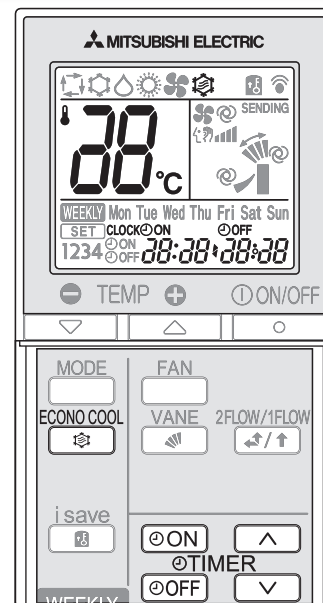 MITSUBISHI ELECTRIC
SENDING
°C
WEEKLY Mon Tue Wed Thu Fri Sat Sun
SET CLOCK ON OFF
1234 ON OFF 88:88 88:88
TEMP ON/OFF
MODE FAN
ECONO COOL VANE 2FLOW/1FLOW
i save
ON
TIMER
OFF
WEEKLY